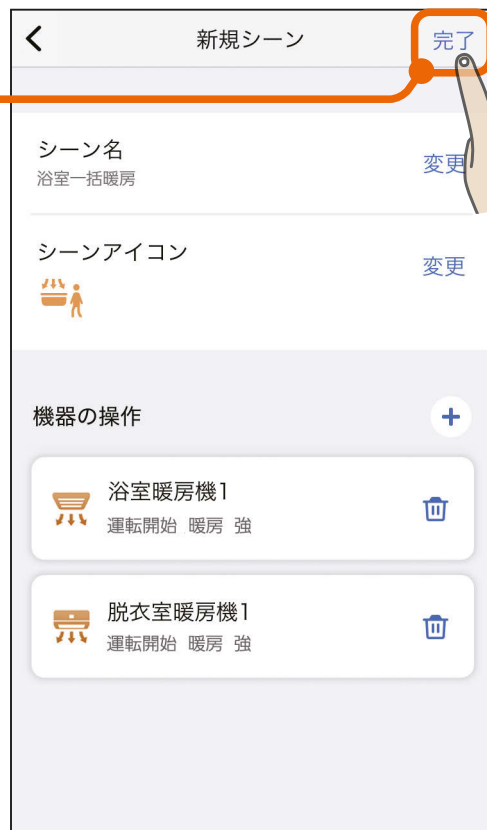 新規シーン
完了
シーン名
浴室一括暖房
変更
シーンアイコン
変更
機器の操作
浴室暖房機1
運転開始 暖房 強
脱衣室暖房機1
運転開始 暖房 強